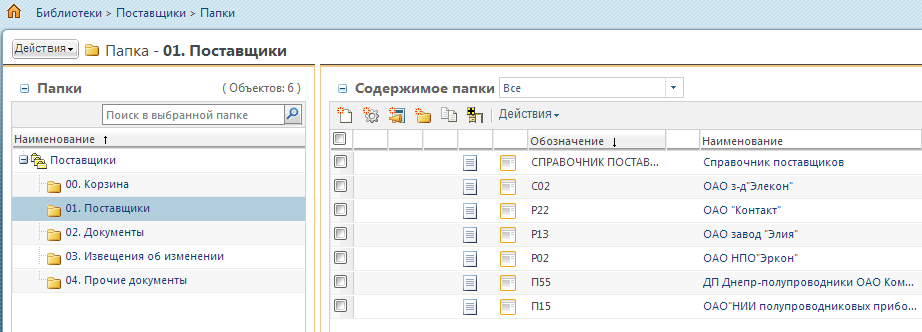 Библиотеки > Поставщики > Папки
Действия Папка - 01. Поставщики
Папки ( Объектов: 6 )
Поиск в выбранной папке
Наименование
Поставщики
00. Корзина
01. Поставщики
02. Документы
03. Извещения об изменении
04. Прочие документы
Содержимое папки Все
Действия
Обозначение Наименование
СПРАВОЧНИК ПОСТАВ... Справочник поставщиков
С02 ОАО з-д"Элекон"
Р22 ОАО "Контакт"
Р13 ОАО завод "Элия"
Р02 ОАО НПО"Эркон"
П55 ДП Днепр-полупроводники ОАО Ком...
П15 ОАО"НИИ полупроводниковых прибо...